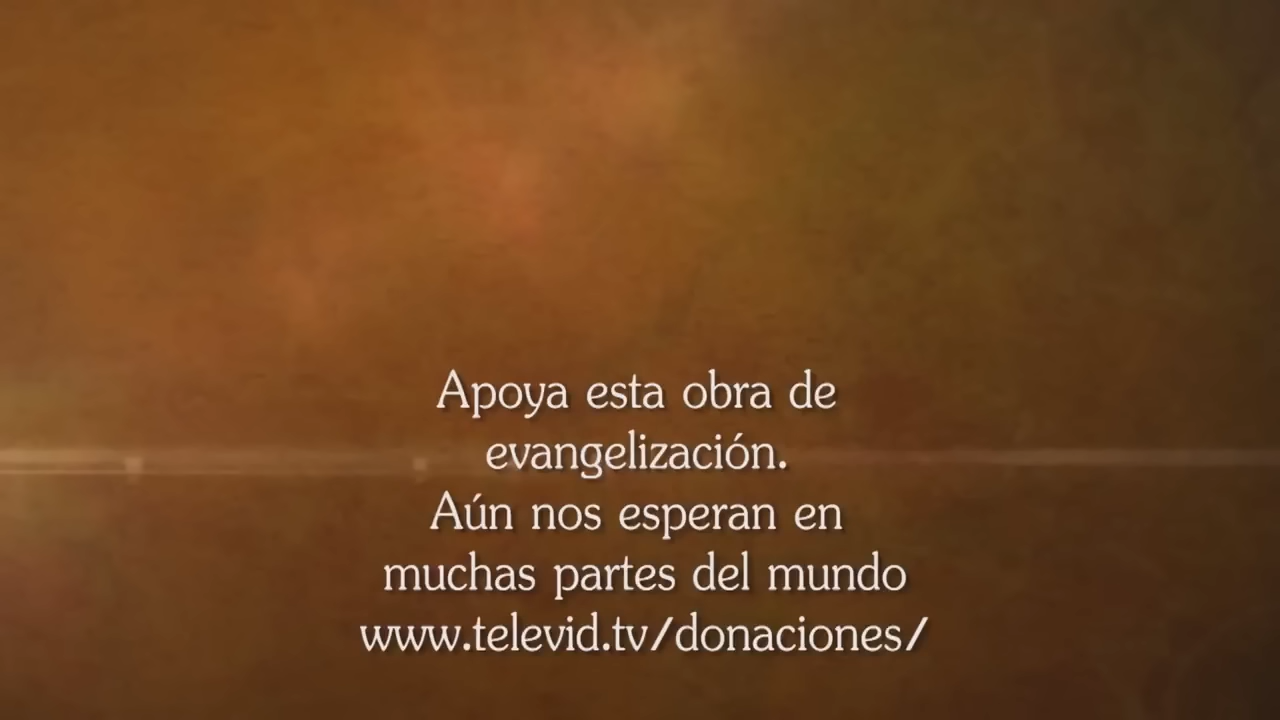 Apoya esta obra de
evangelización.
Aún nos esperan en
muchas partes del mundo
www.televid.tv/donaciones/